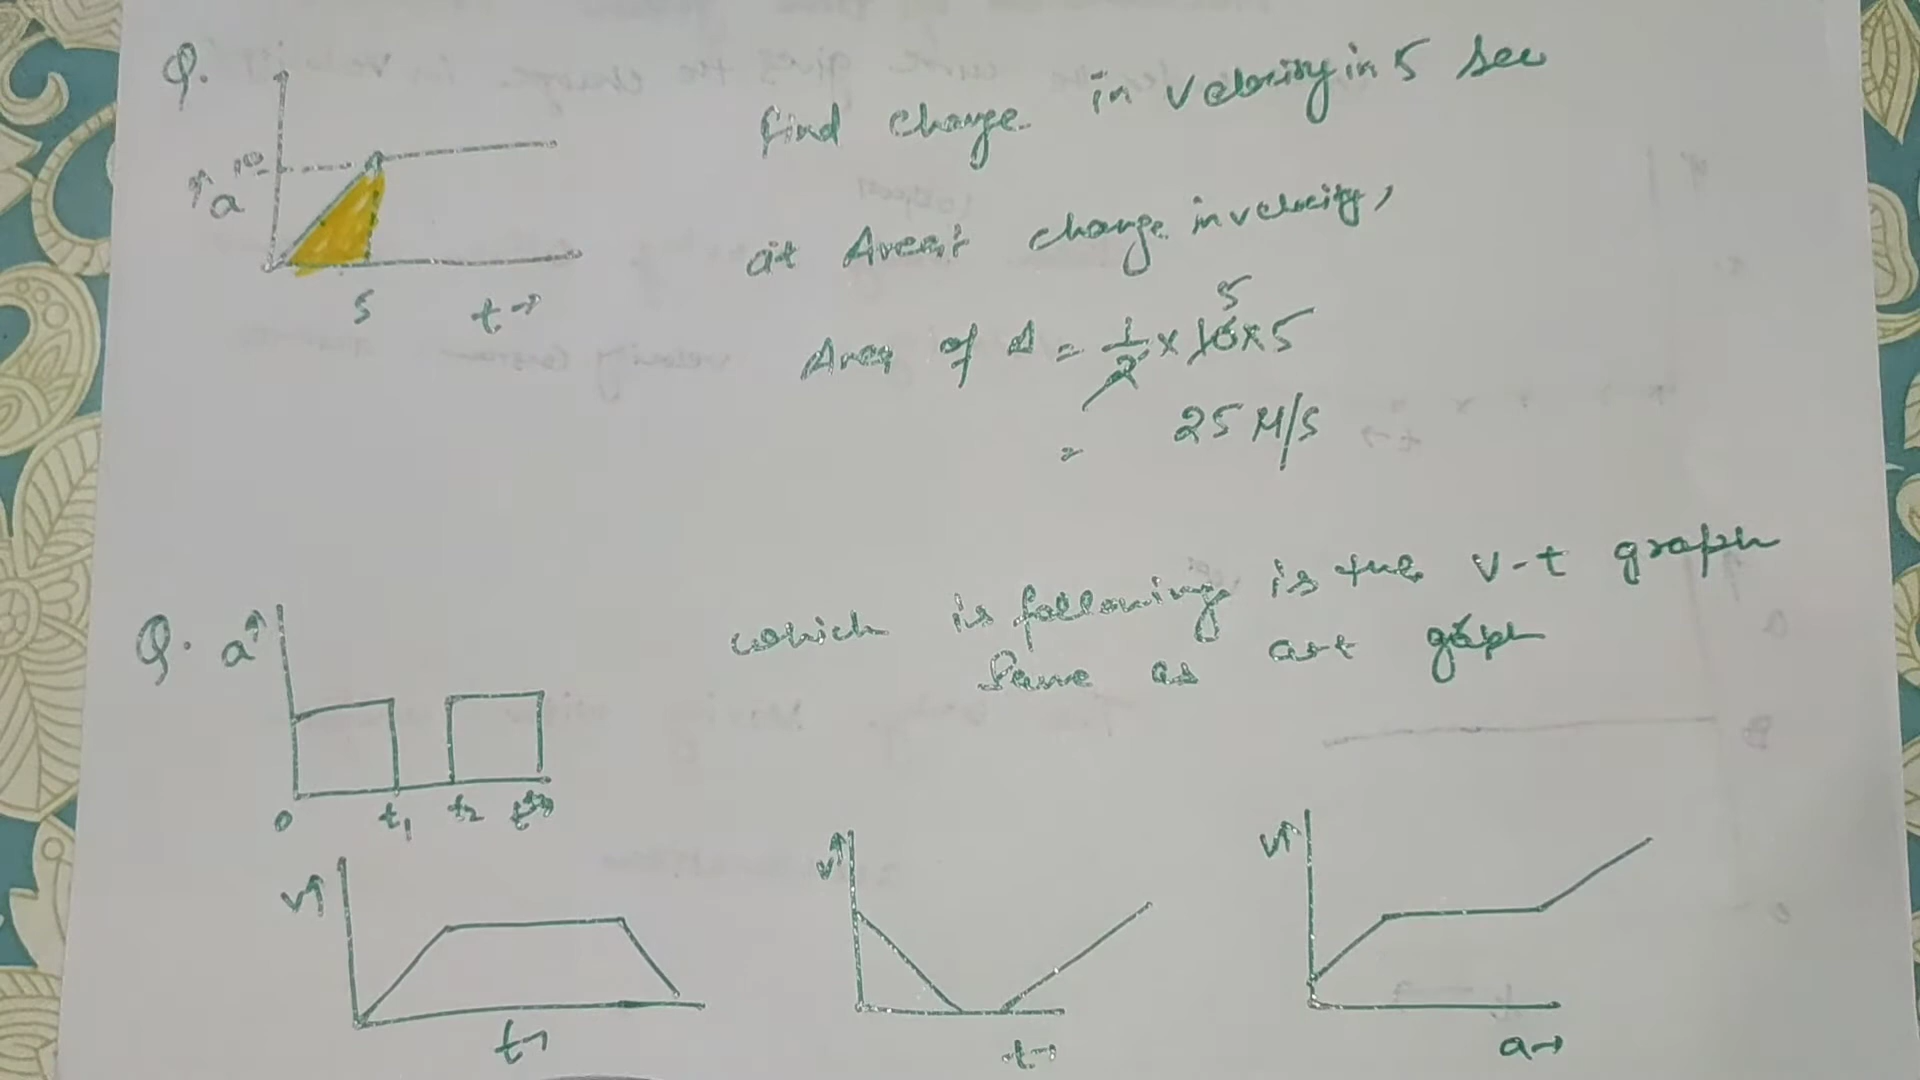 Q.
find change in velocity in 5 sec
10
↑a
5
t→
at Area: change in velocity,
Area of Δ = 1/2 × 10 × 5
5
= 25 M/S
Q.
a↑
which is following is the v-t graph
same as a-t graph
0 t1 t2 t3
v↑
t→
v↑
t→
v↑
a→